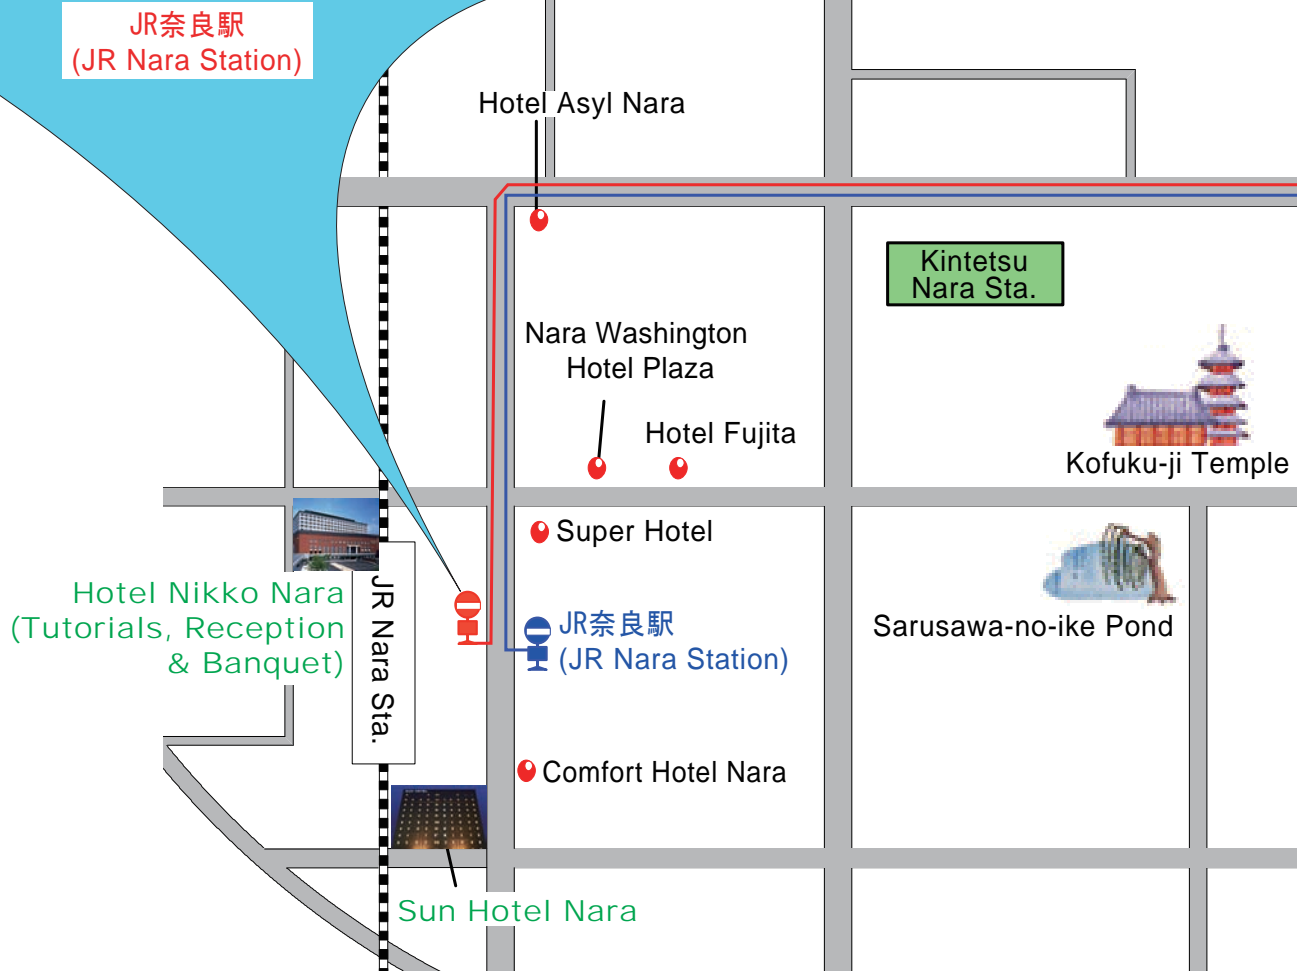 JR奈良駅
(JR Nara Station)
Hotel Asyl Nara
Kintetsu
Nara Sta.
Nara Washington
Hotel Plaza
Hotel Fujita
Kofuku-ji Temple
Super Hotel
Hotel Nikko Nara
(Tutorials, Reception
& Banquet)
JR Nara Sta.
JR奈良駅
(JR Nara Station)
Sarusawa-no-ike Pond
Comfort Hotel Nara
Sun Hotel Nara